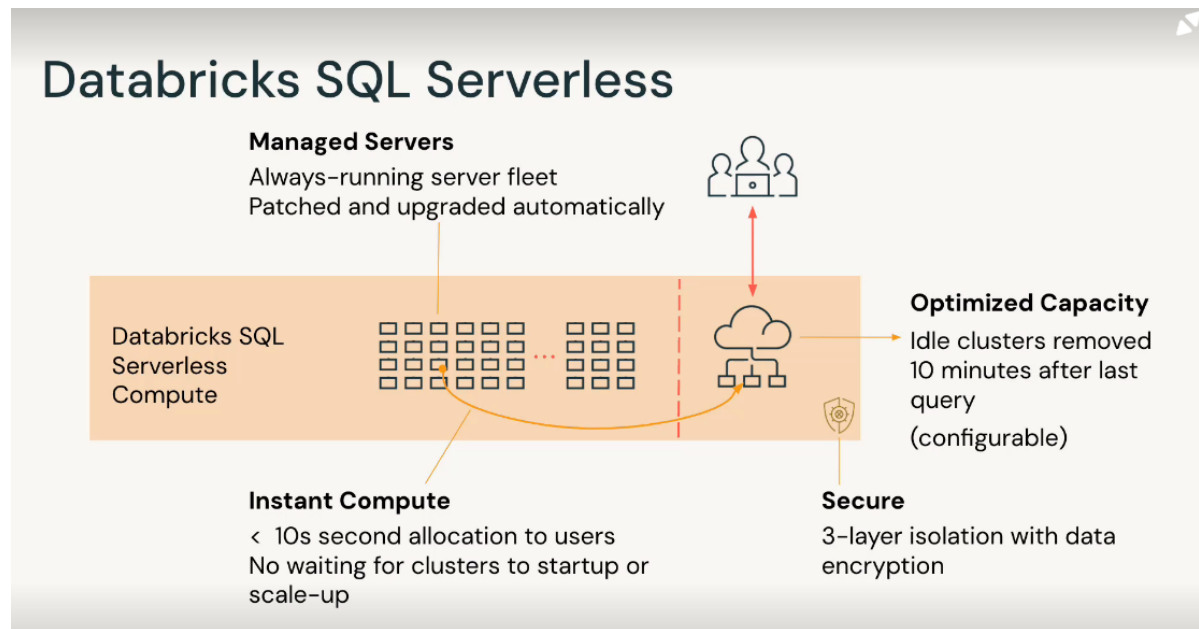 Databricks SQL Serverless
Managed Servers
Always-running server fleet
Patched and upgraded automatically
Databricks SQL
Serverless
Compute
Optimized Capacity
Idle clusters removed
10 minutes after last
query
(configurable)
Instant Compute
< 10s second allocation to users
No waiting for clusters to startup or
scale-up
Secure
3-layer isolation with data
encryption